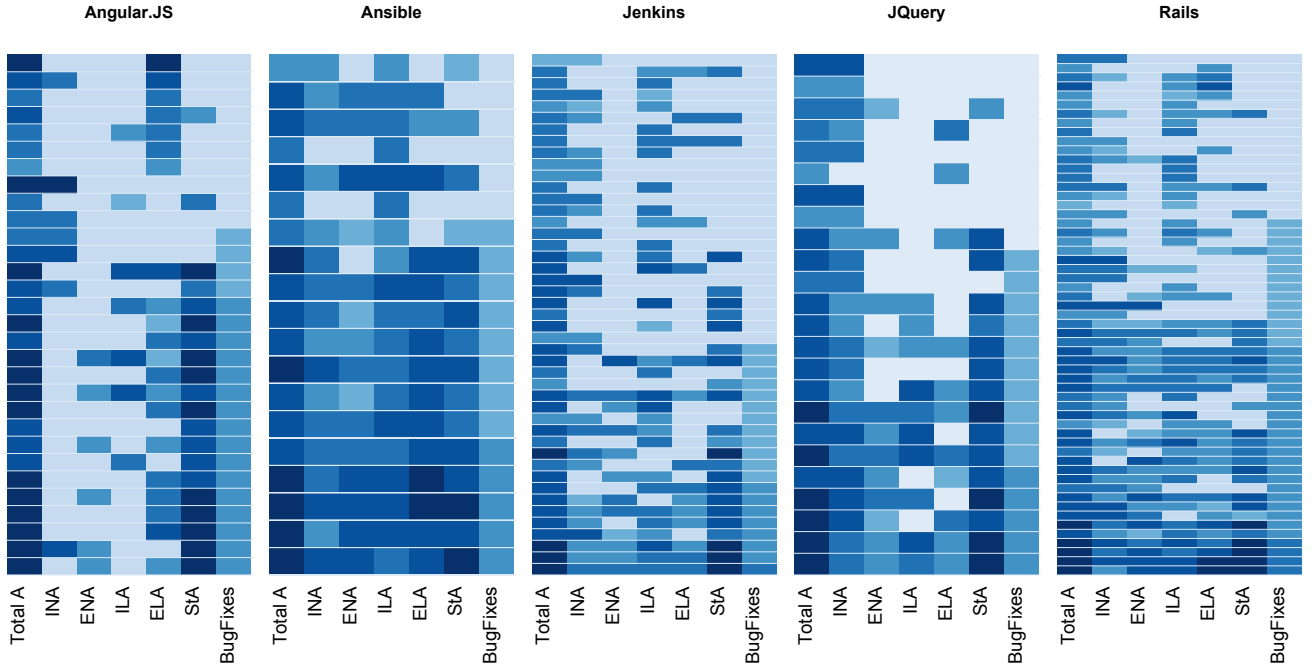 Angular.JS Ansible Jenkins JQuery Rails
Total A INA ENA ILA ELA StA BugFixes Total A INA ENA ILA ELA StA BugFixes Total A INA ENA ILA ELA StA BugFixes Total A INA ENA ILA ELA StA BugFixes Total A INA ENA ILA ELA StA BugFixes